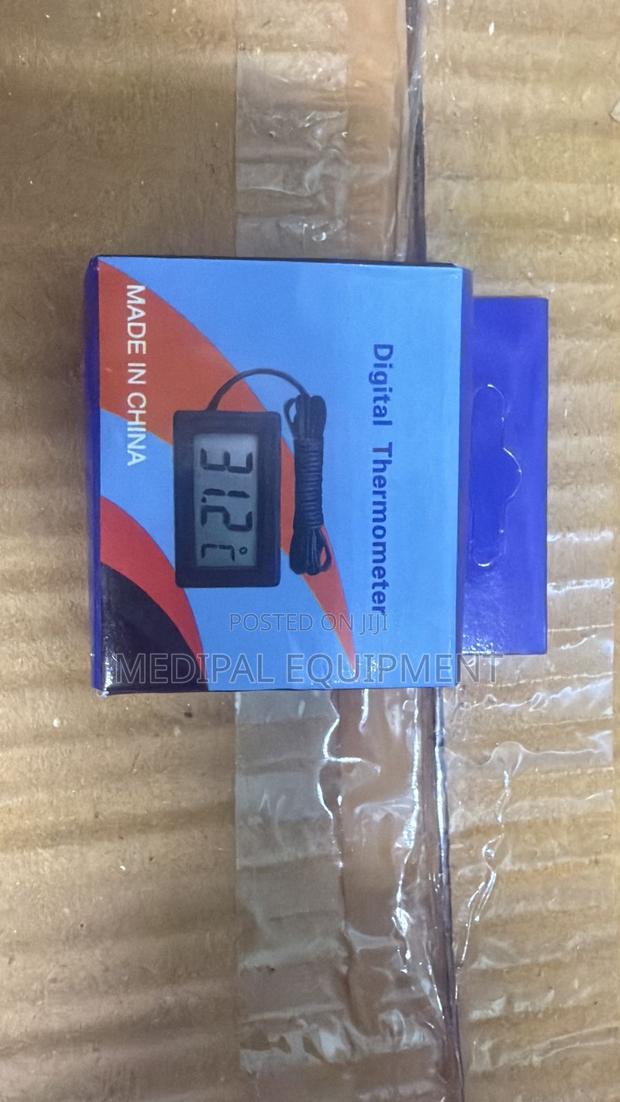 Digital Thermometer
31.2°C
MADE IN CHINA
POSTED ON JIJI
MEDIPAL EQUIPMENT